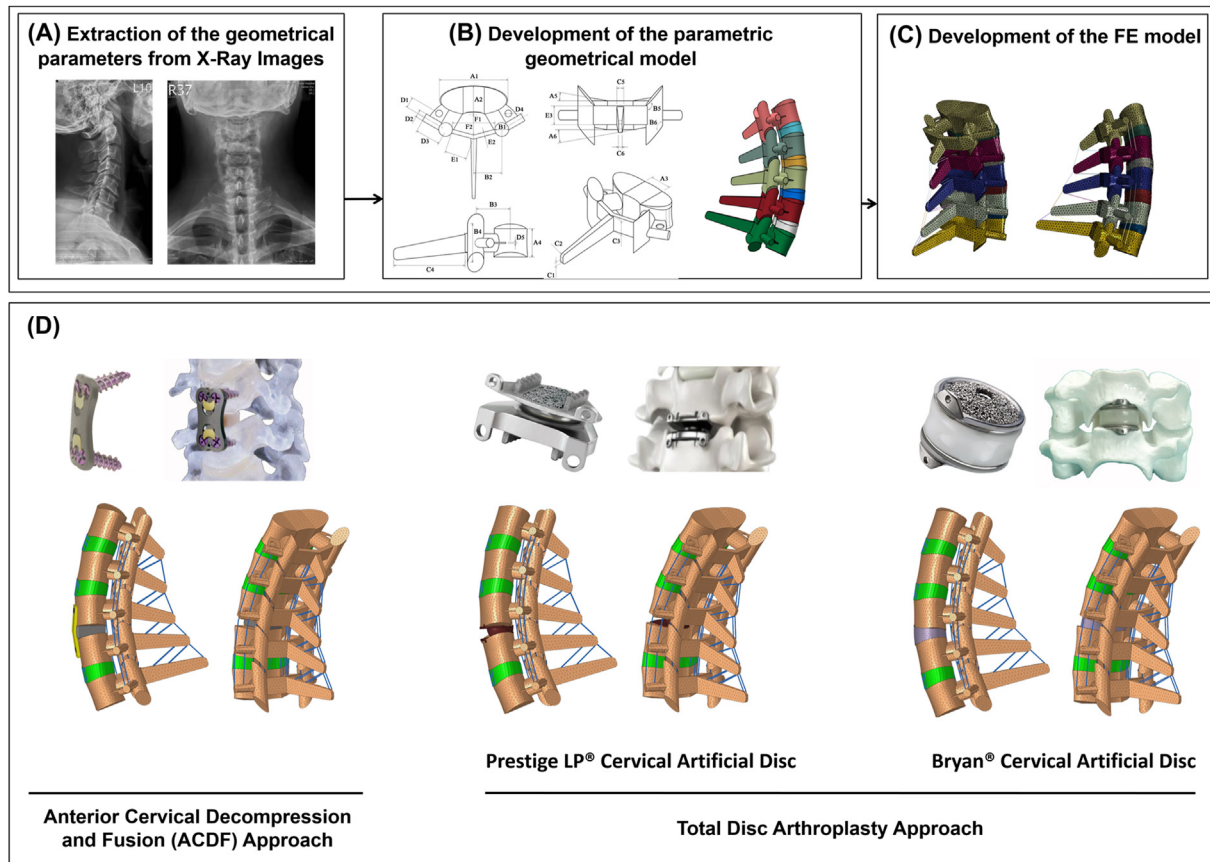 (A) Extraction of the geometrical
parameters from X-Ray Images
L10
R37
(B) Development of the parametric
geometrical model
A1
A2
D1
D2
D3
D4
F1
F2
B1
E1
E2
B2
C5
A5
E3
A6
B5
B6
C6
B3
B4
D5
A4
C4
A3
C2
C3
C1
(C) Development of the FE model
(D)
Prestige LP® Cervical Artificial Disc
Bryan® Cervical Artificial Disc
Anterior Cervical Decompression
and Fusion (ACDF) Approach
Total Disc Arthroplasty Approach